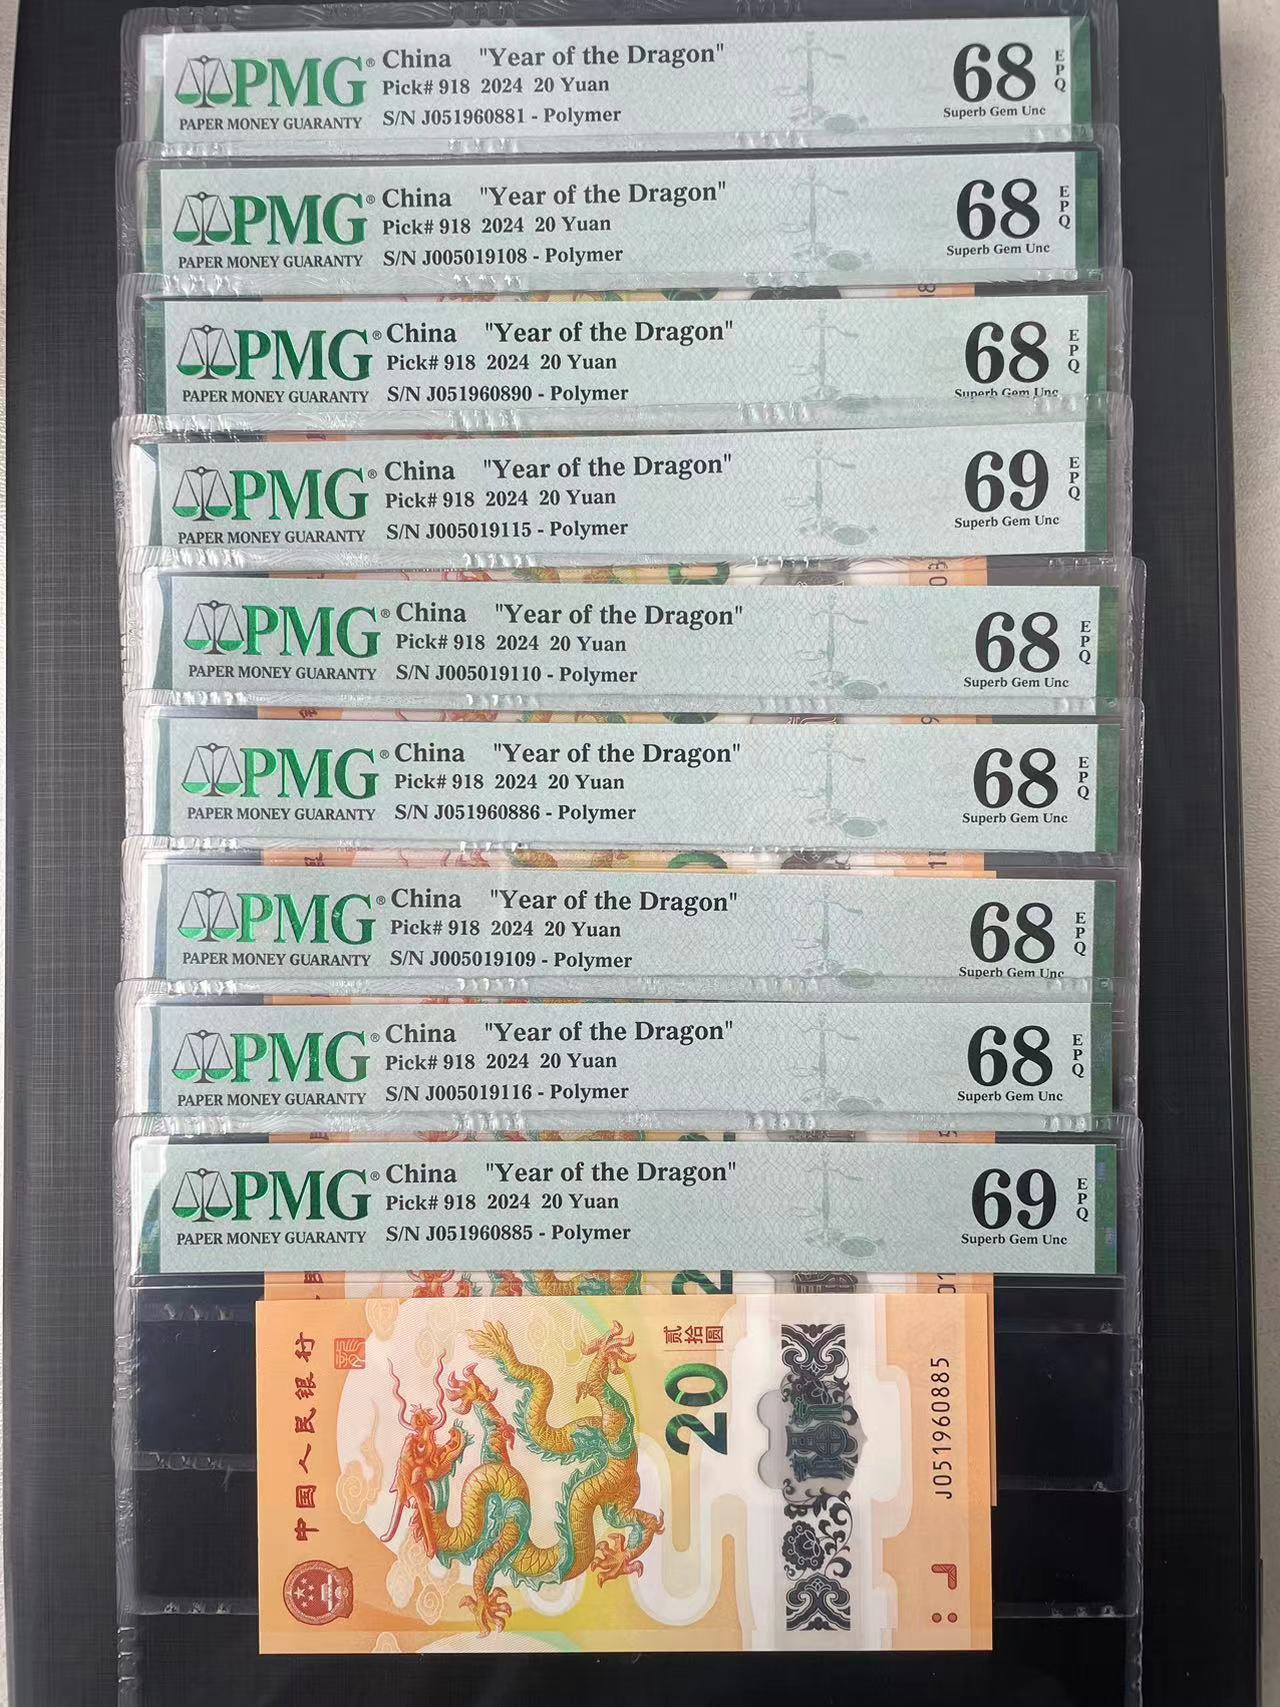 PMG® China "Year of the Dragon" 68 EPQ
Pick# 918 2024 20 Yuan
PAPER MONEY GUARANTY S/N J051960881 - Polymer Superb Gem Unc
PMG® China "Year of the Dragon" 68 EPQ
Pick# 918 2024 20 Yuan
PAPER MONEY GUARANTY S/N J005019108 - Polymer Superb Gem Unc
PMG® China "Year of the Dragon" 68 EPQ
Pick# 918 2024 20 Yuan
PAPER MONEY GUARANTY S/N J051960890 - Polymer Superb Gem Unc
PMG® China "Year of the Dragon" 69 EPQ
Pick# 918 2024 20 Yuan
PAPER MONEY GUARANTY S/N J005019115 - Polymer Superb Gem Unc
PMG® China "Year of the Dragon" 68 EPQ
Pick# 918 2024 20 Yuan
PAPER MONEY GUARANTY S/N J005019110 - Polymer Superb Gem Unc
PMG® China "Year of the Dragon" 68 EPQ
Pick# 918 2024 20 Yuan
PAPER MONEY GUARANTY S/N J051960886 - Polymer Superb Gem Unc
PMG® China "Year of the Dragon" 68 EPQ
Pick# 918 2024 20 Yuan
PAPER MONEY GUARANTY S/N J005019109 - Polymer Superb Gem Unc
PMG® China "Year of the Dragon" 68 EPQ
Pick# 918 2024 20 Yuan
PAPER MONEY GUARANTY S/N J005019116 - Polymer Superb Gem Unc
PMG® China "Year of the Dragon" 69 EPQ
Pick# 918 2024 20 Yuan
PAPER MONEY GUARANTY S/N J051960885 - Polymer Superb Gem Unc
中国人民银行
贰拾圆
20
J051960885